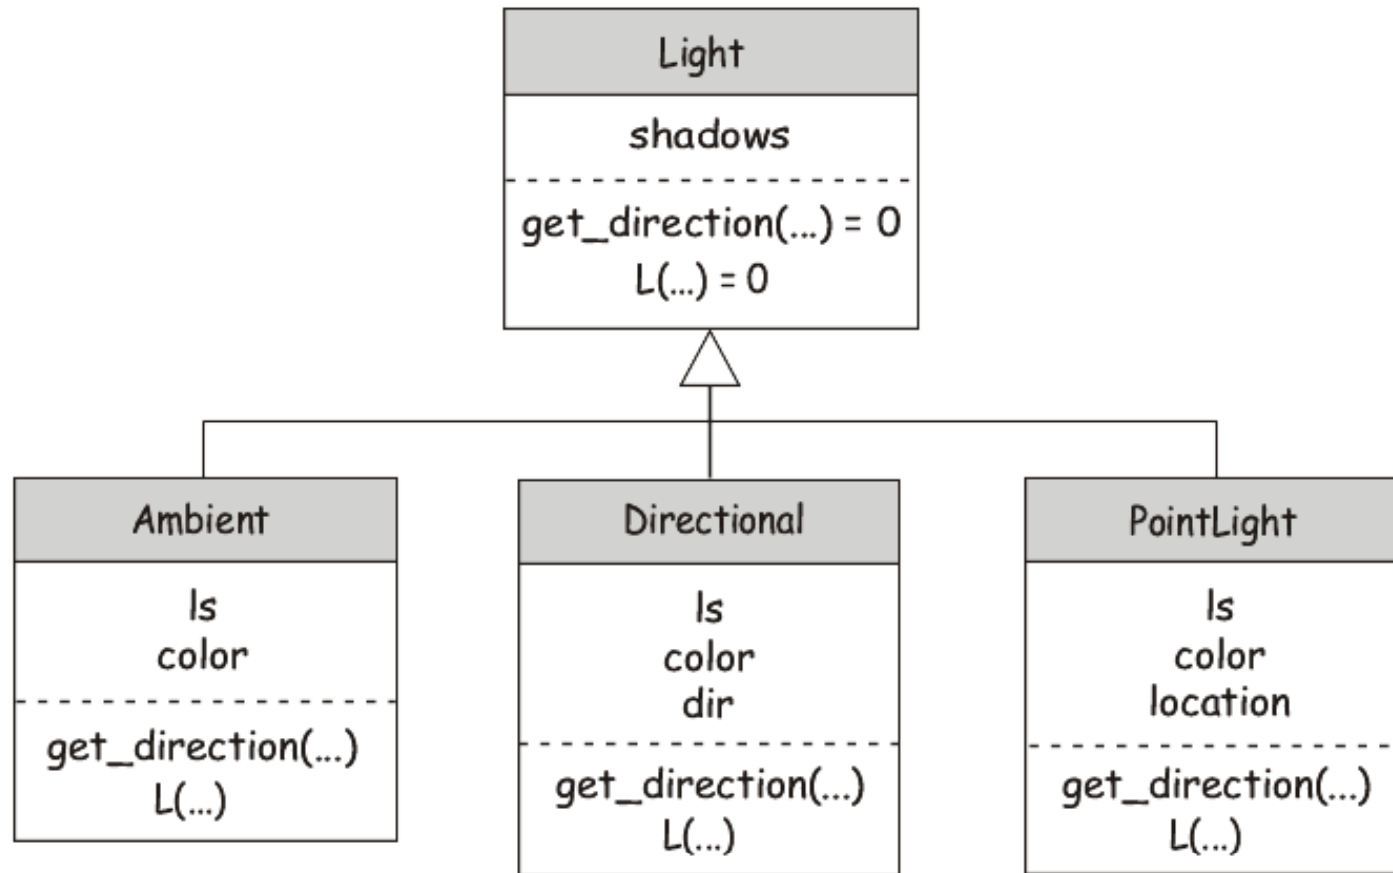 Light
shadows
get_direction(...) = 0
L(...) = 0
Ambient
ls
color
get_direction(...)
L(...)
Directional
ls
color
dir
get_direction(...)
L(...)
PointLight
ls
color
location
get_direction(...)
L(...)